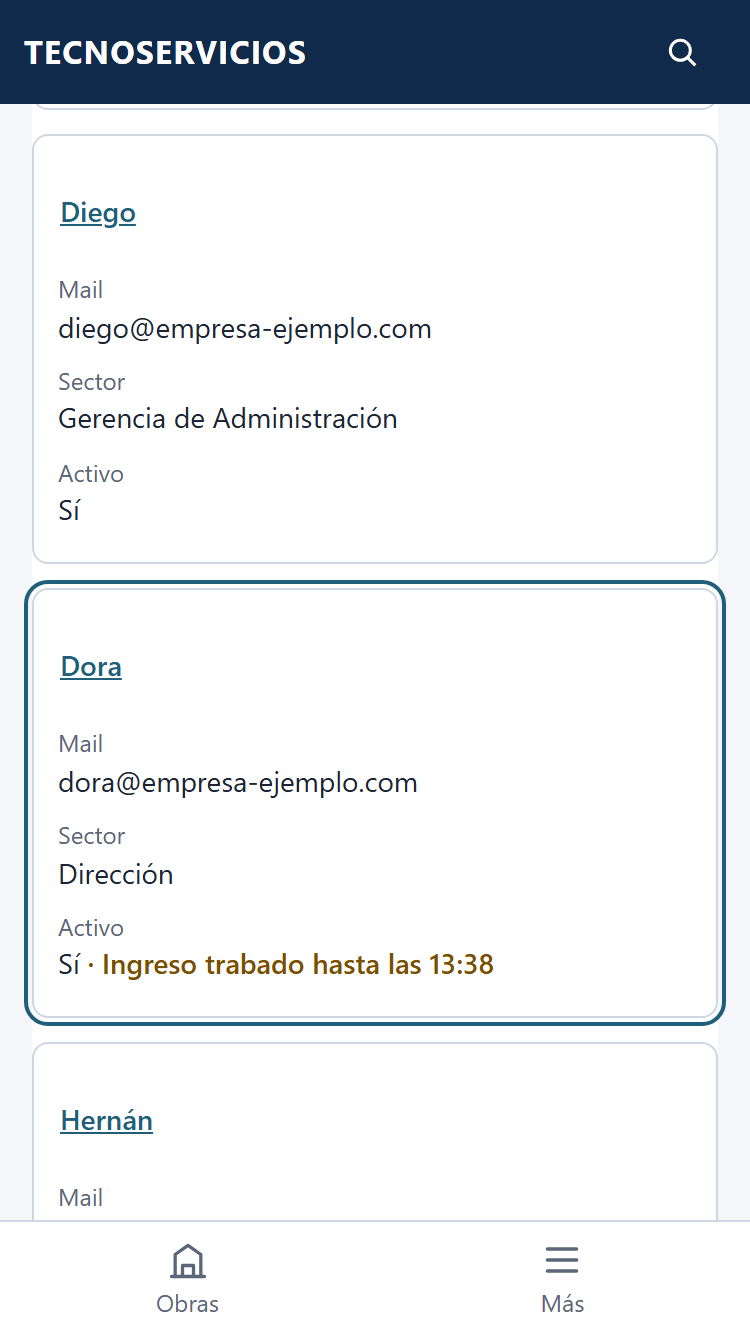 TECNOSERVICIOS
Diego
Mail
diego@empresa-ejemplo.com
Sector
Gerencia de Administración
Activo
Sí
Dora
Mail
dora@empresa-ejemplo.com
Sector
Dirección
Activo
Sí · Ingreso trabado hasta las 13:38
Hernán
Mail
Obras
Más